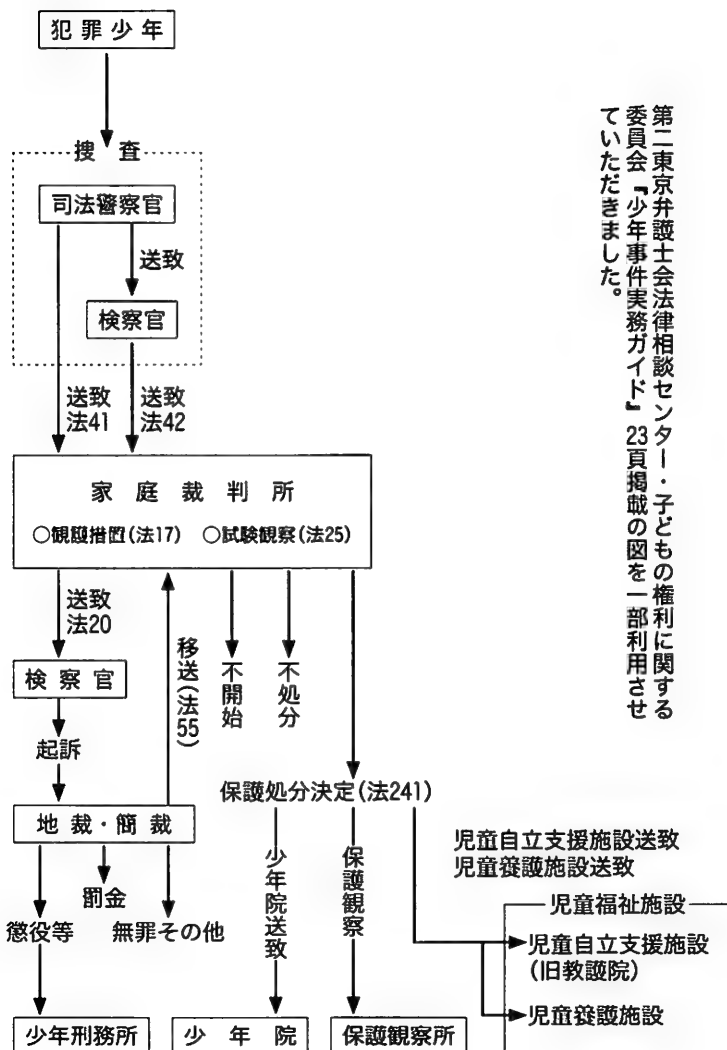 犯罪少年
捜査
司法警察官
送致
検察官
送致
法41
送致
法42
家庭裁判所
○観護措置(法17) ○試験観察(法25)
送致
法20
検察官
起訴
地裁・簡裁
移送(法55)
不開始
不処分
保護処分決定(法241)
懲役等
罰金
無罪その他
少年院送致
保護観察
児童自立支援施設送致
児童養護施設送致
児童福祉施設
児童自立支援施設
(旧教護院)
児童養護施設
少年刑務所
少年院
保護観察所
第二東京弁護士会法律相談センター・子どもの権利に関する
委員会『少年事件実務ガイド』23頁掲載の図を一部利用させ
ていただきました。